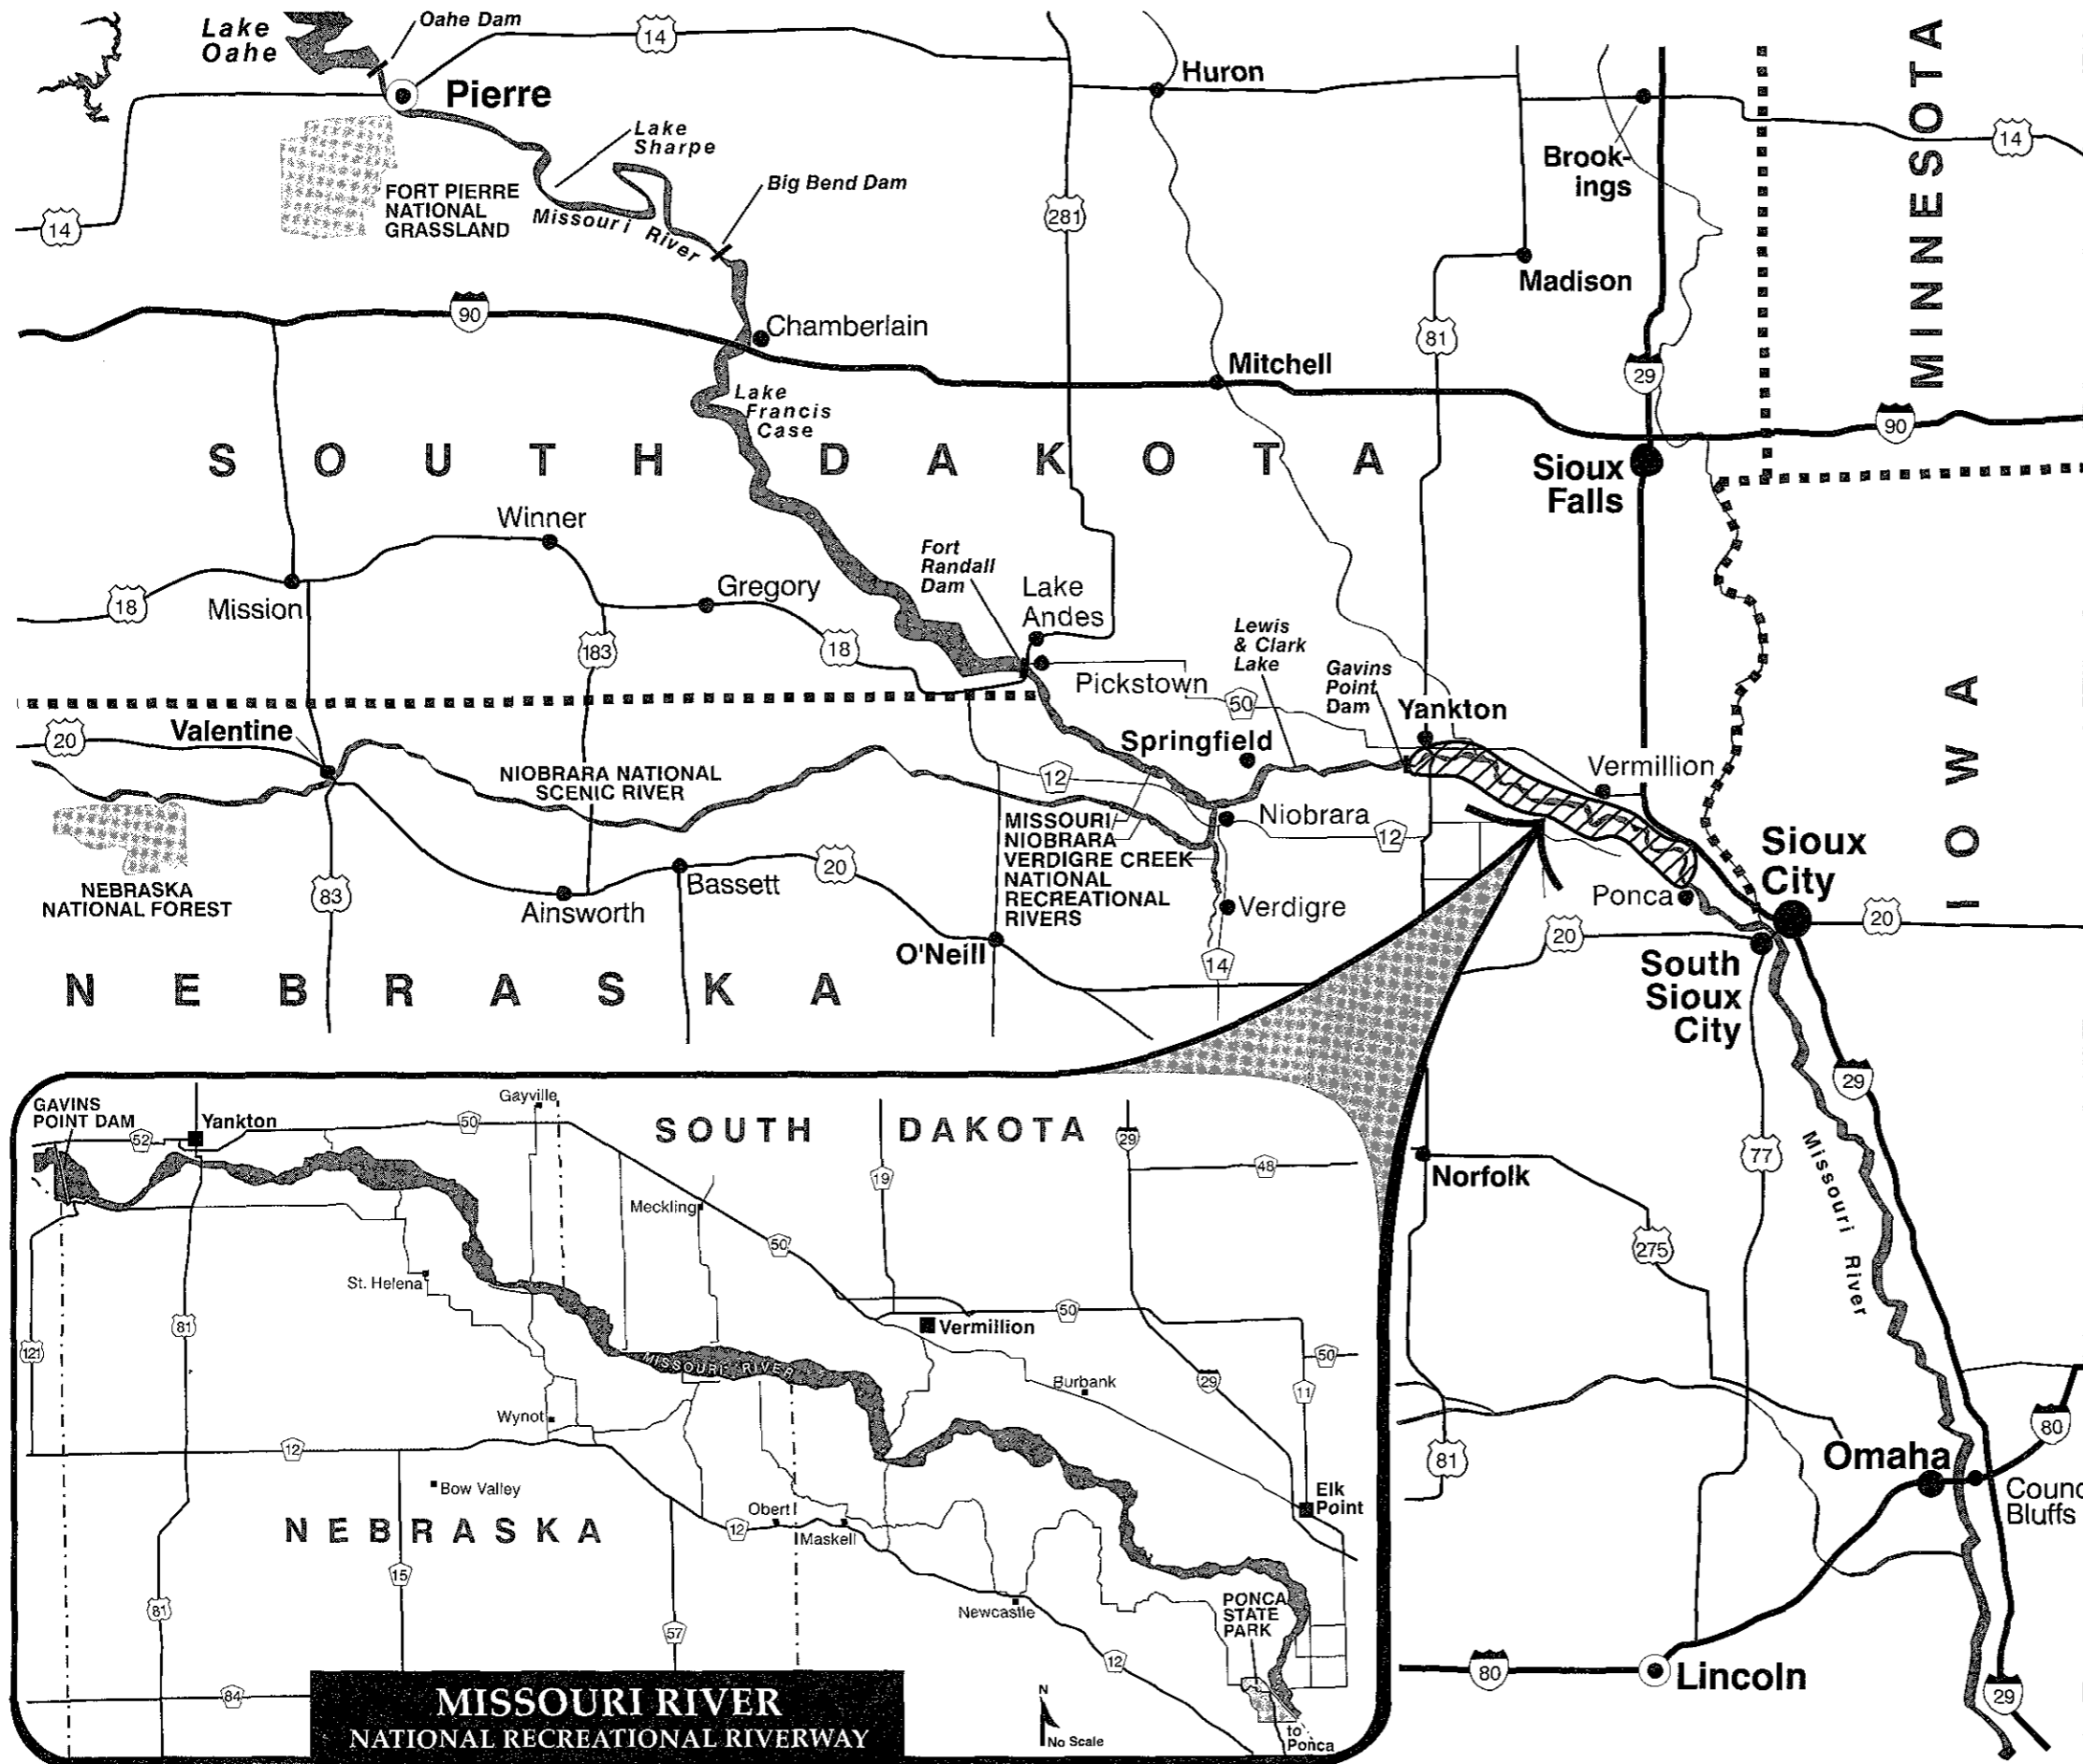 Lake
Oahe
Oahe Dam
14
Pierre
Huron
14
MINNESOTA
Lake
Sharpe
Brook-
ings
FORT PIERRE
NATIONAL
GRASSLAND
Big Bend Dam
Missouri River
14
281
Madison
90
Chamberlain
81
29
Mitchell
Lake
Francis
Case
90
SOUTH DAKOTA
Sioux
Falls
Winner
Fort
Randall
Dam
Gregory
Lake
Andes
18
Mission
183
18
Lewis
& Clark
Lake
Gavins
Point
Dam
Pickstown
50
Yankton
IOWA
20
Valentine
Springfield
NIOBRARA NATIONAL
SCENIC RIVER
12
Vermillion
MISSOURI
NIOBRARA
VERDIGRE CREEK
NATIONAL
RECREATIONAL
RIVERS
Niobrara
12
Sioux
City
NEBRASKA
NATIONAL FOREST
83
Ainsworth
Bassett
20
Verdigre
Ponca
20
20
O'Neill
14
South
Sioux
City
NEBRASKA
29
77
Missouri River
Norfolk
275
81
80
Omaha
Counc
Bluffs
80
Lincoln
29
GAVINS
POINT DAM
52
Yankton
50
Gayville
SOUTH DAKOTA
29
48
19
Meckling
50
St. Helena
81
121
50
Vermillion
MISSOURI RIVER
50
29
11
Burbank
Wynot
12
Bow Valley
Elk
Point
NEBRASKA
Obert
12
Maskell
15
81
57
Newcastle
PONCA
STATE
PARK
12
84
N
No Scale
to
Ponca
MISSOURI RIVER
NATIONAL RECREATIONAL RIVERWAY